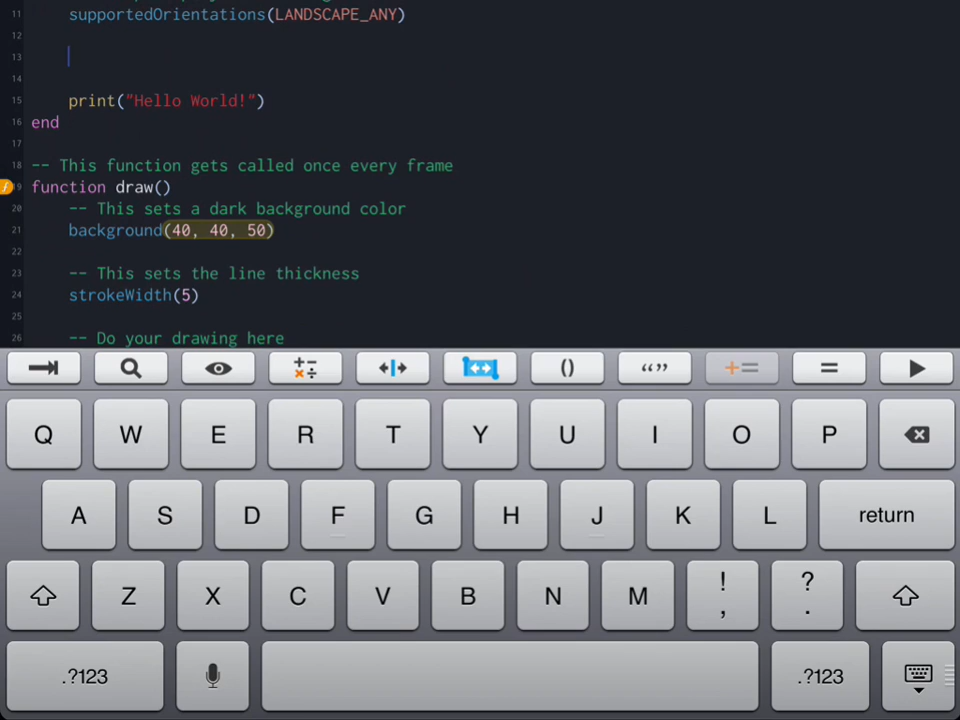 11 supportedOrientations(LANDSCAPE_ANY)
12
13
14
15 print("Hello World!")
16 end
17
18 -- This function gets called once every frame
19 function draw()
20 -- This sets a dark background color
21 background(40, 40, 50)
22
23 -- This sets the line thickness
24 strokeWidth(5)
25
26 -- Do your drawing here
() “” += =
Q W E R T Y U I O P
A S D F G H J K L return
Z X C V B N M ! , ? .
.?123 .?123